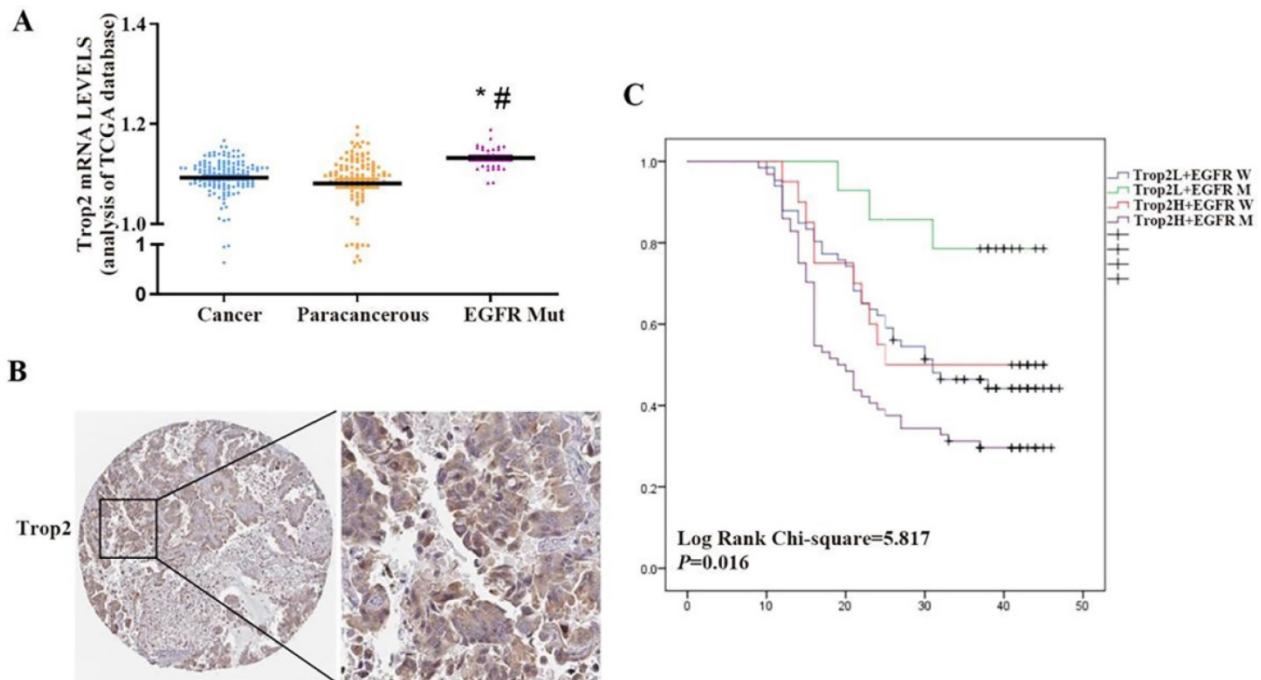 A
Trop2 mRNA LEVELS
(analysis of TCGA database)
1.4
1.2
1.0
1
0
* #
Cancer
Paracancerous
EGFR Mut
B
Trop2
C
1.0
0.8
0.6
0.4
0.2
0.0
0
10
20
30
40
50
Trop2L+EGFR W
Trop2L+EGFR M
Trop2H+EGFR W
Trop2H+EGFR M
Log Rank Chi-square=5.817
P=0.016